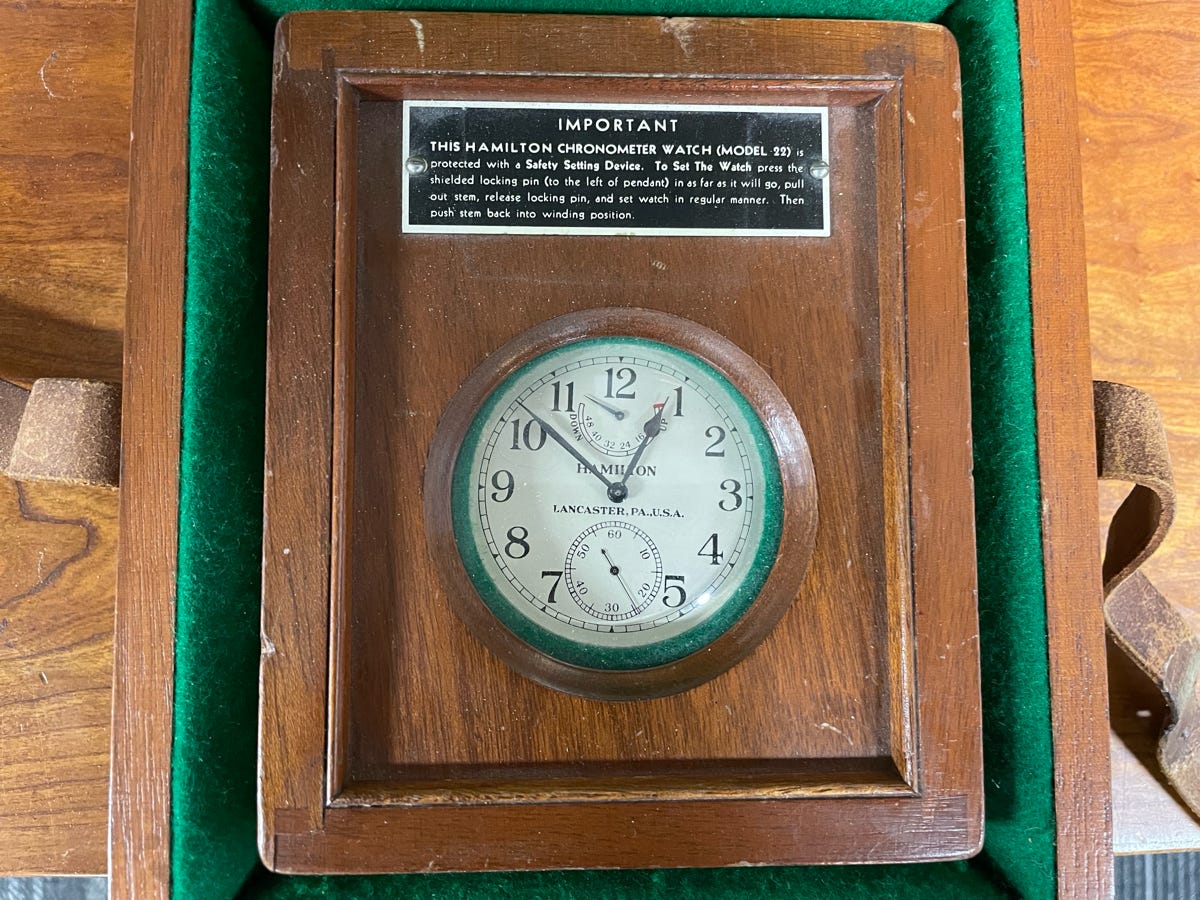 IMPORTANT
THIS HAMILTON CHRONOMETER WATCH (MODEL 22) is
protected with a Safety Setting Device. To Set The Watch press the
shielded locking pin (to the left of pendant) in as far as it will go, pull
out stem, release locking pin, and set watch in regular manner. Then
push stem back into winding position.
12
11 1
10 2
DOWN 48 40 32 24 16 UP
HAMILTON
9 3
LANCASTER, PA., U.S.A.
8 4
60
50 10
7 5
40 20
30